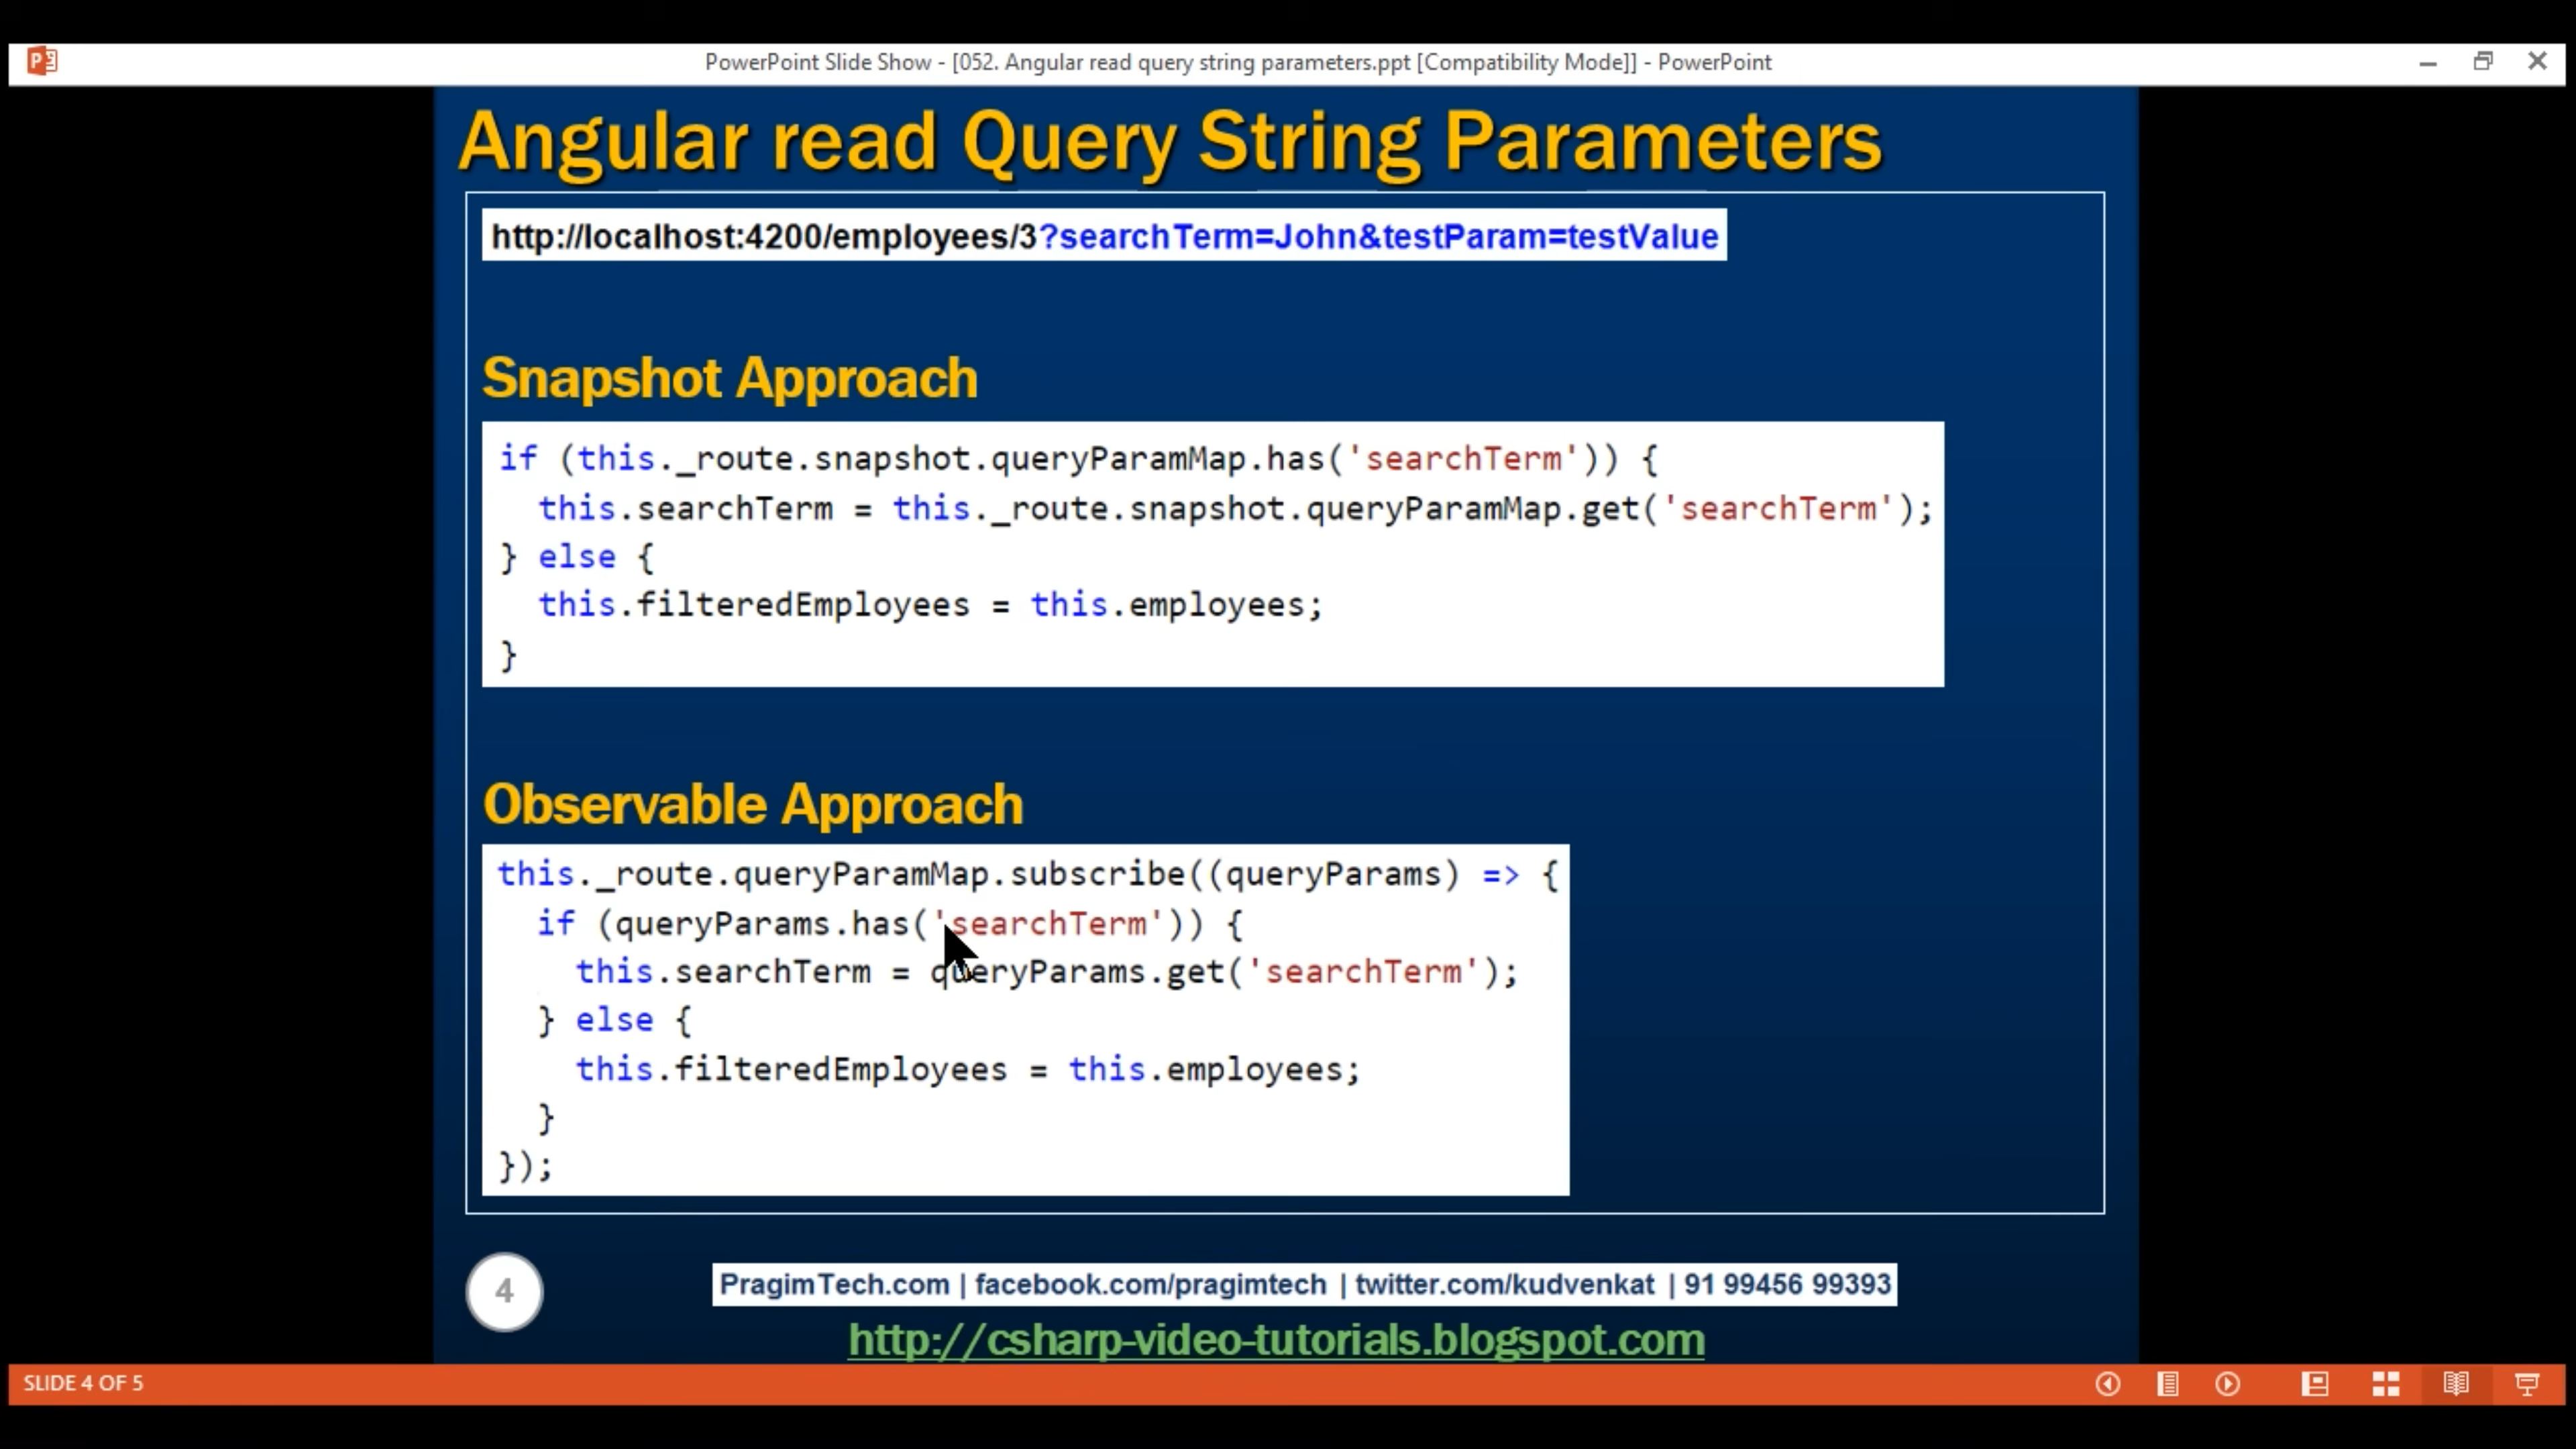 PowerPoint Slide Show - [052. Angular read query string parameters.ppt [Compatibility Mode]] - PowerPoint
Angular read Query String Parameters
http://localhost:4200/employees/3?searchTerm=John&testParam=testValue
Snapshot Approach
if (this._route.snapshot.queryParamMap.has('searchTerm')) {
  this.searchTerm = this._route.snapshot.queryParamMap.get('searchTerm');
} else {
  this.filteredEmployees = this.employees;
}
Observable Approach
this._route.queryParamMap.subscribe((queryParams) => {
  if (queryParams.has('searchTerm')) {
    this.searchTerm = queryParams.get('searchTerm');
  } else {
    this.filteredEmployees = this.employees;
  }
});
4
PragimTech.com | facebook.com/pragimtech | twitter.com/kudvenkat | 91 99456 99393
http://csharp-video-tutorials.blogspot.com
SLIDE 4 OF 5